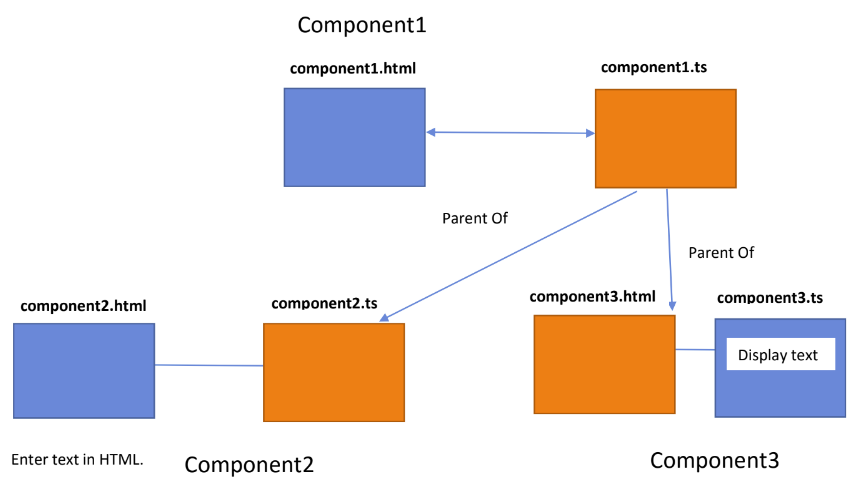 Component1
component1.html
component1.ts
Parent Of
Parent Of
component2.html
component2.ts
component3.html
component3.ts
Display text
Enter text in HTML.
Component2
Component3